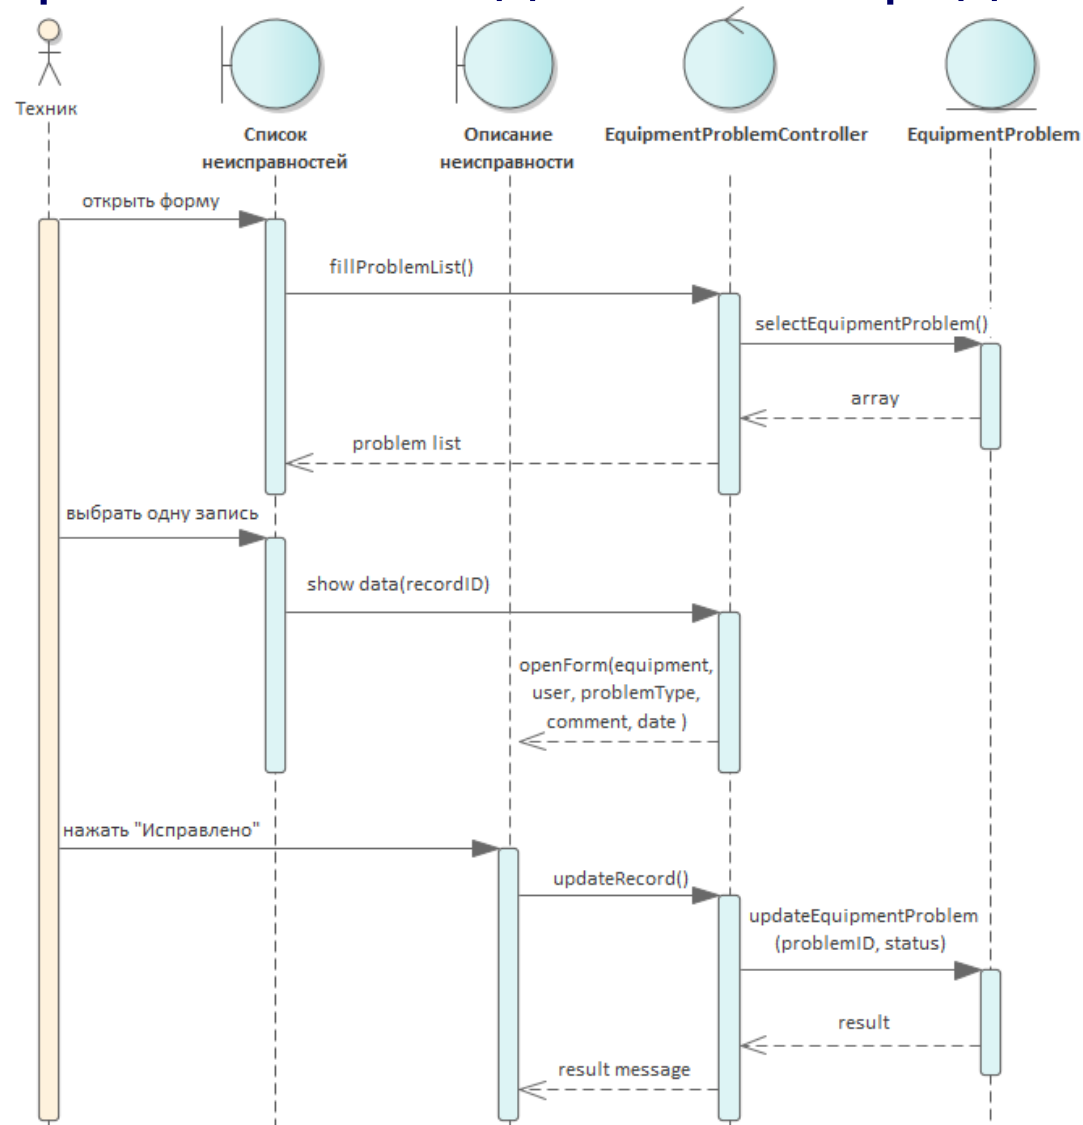 Техник
Список
неисправностей
Описание
неисправности
EquipmentProblemController
EquipmentProblem
открыть форму
fillProblemList()
selectEquipmentProblem()
array
problem list
выбрать одну запись
show data(recordID)
openForm(equipment,
user, problemType,
comment, date )
нажать "Исправлено"
updateRecord()
updateEquipmentProblem
(problemID, status)
result
result message